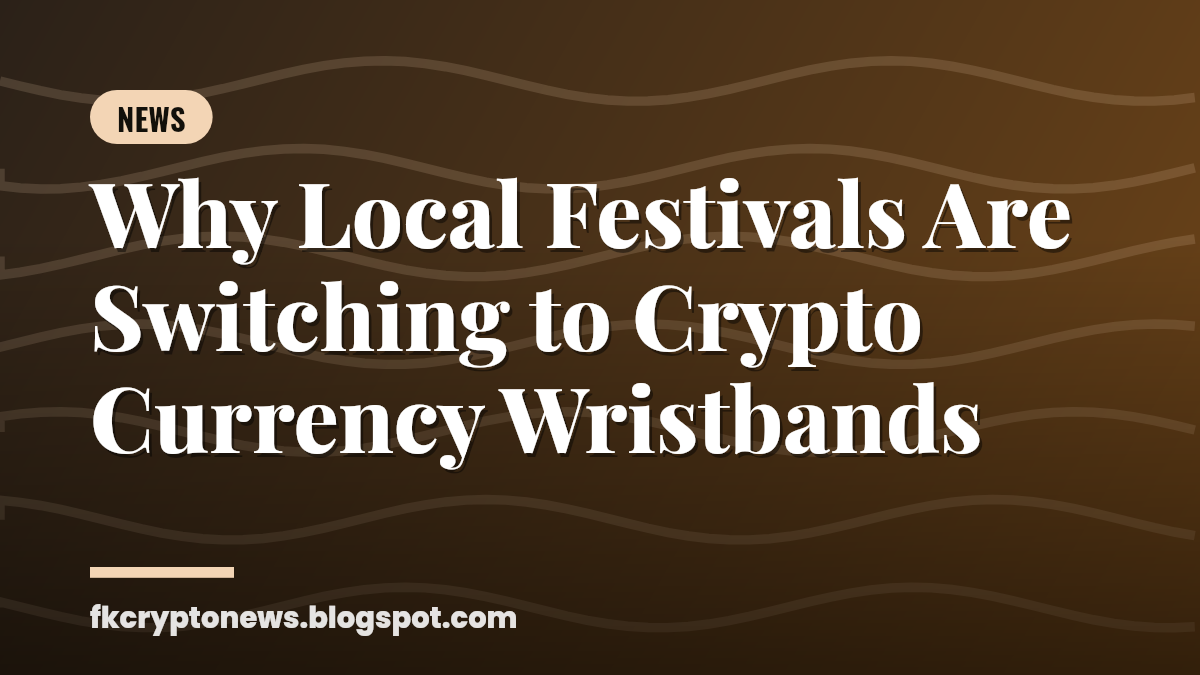 NEWS
Why Local Festivals Are
Switching to Crypto
Currency Wristbands
fkcryptonews.blogspot.com